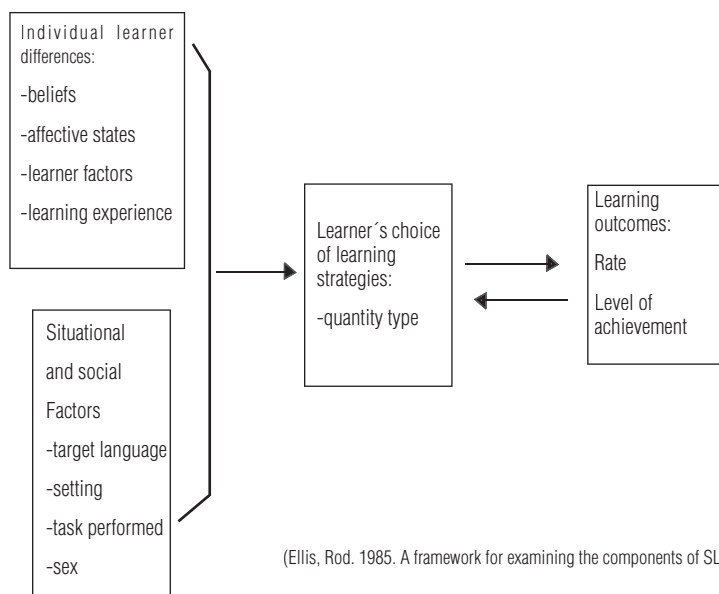 Individual learner
differences:
-beliefs
-affective states
-learner factors
-learning experience
Situational
and social
Factors
-target language
-setting
-task performed
-sex
Learner´s choice
of learning
strategies:
-quantity type
Learning
outcomes:
Rate
Level of
achievement
(Ellis, Rod. 1985. A framework for examining the components of SL